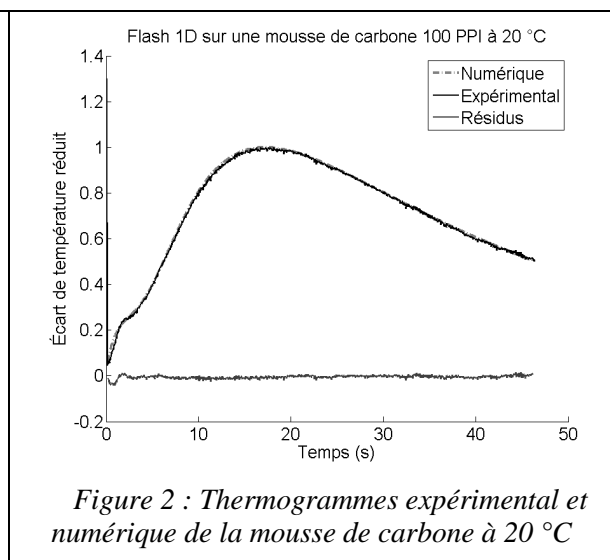 Flash 1D sur une mousse de carbone 100 PPI à 20 °C
1.4
1.2
1
0.8
0.6
0.4
0.2
0
-0.2
Écart de température réduit
Numérique
Expérimental
Résidus
0
10
20
30
40
50
Temps (s)
Figure 2 : Thermogrammes expérimental et
numérique de la mousse de carbone à 20 °C